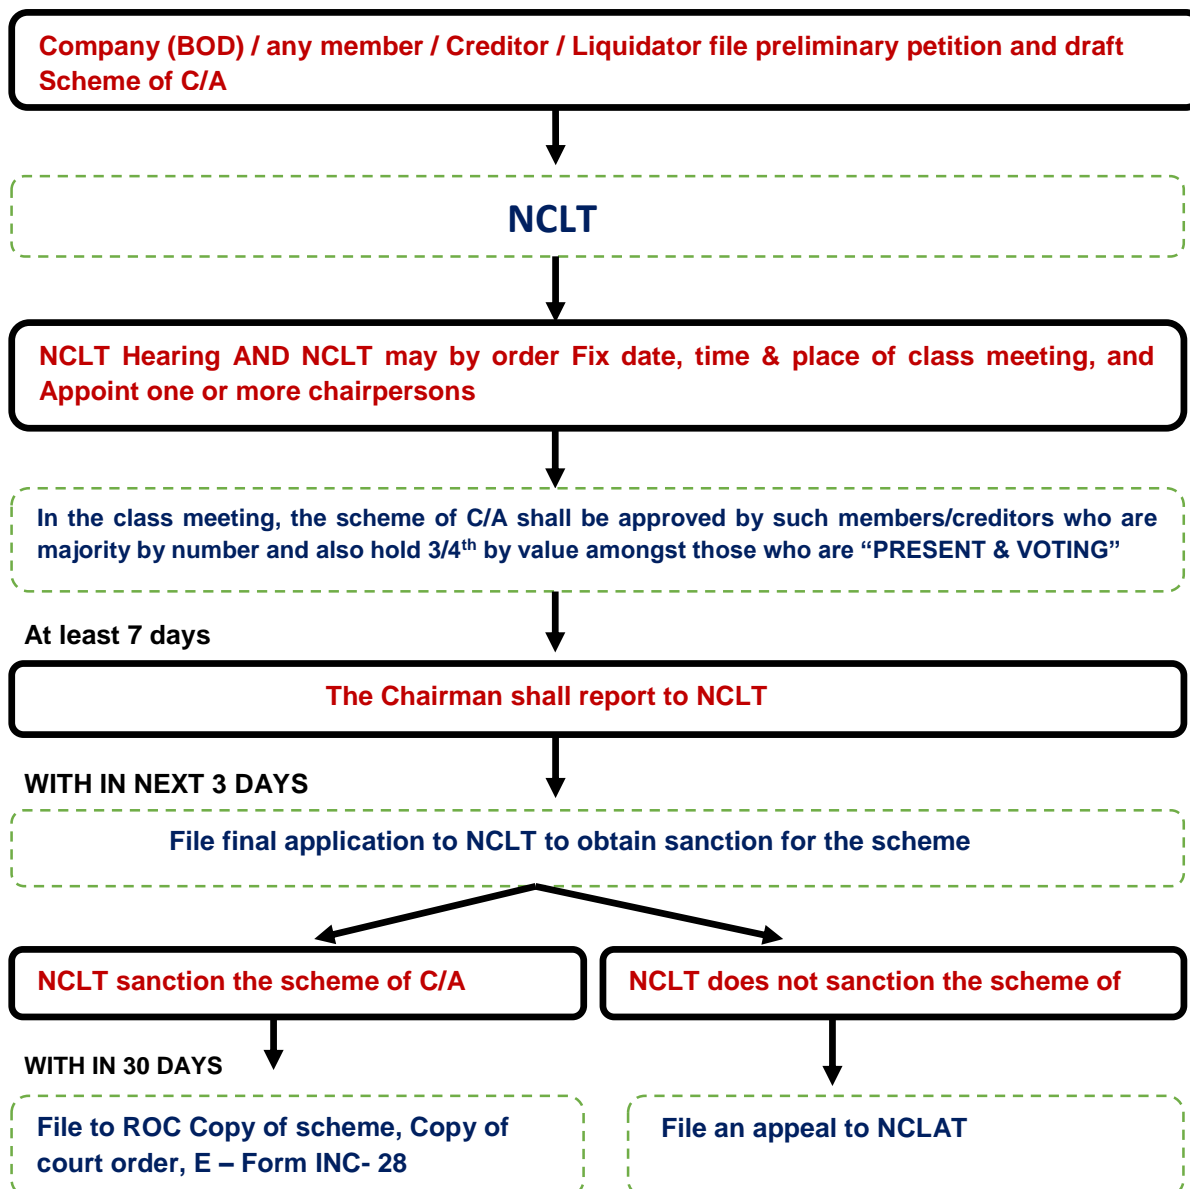 Company (BOD) / any member / Creditor / Liquidator file preliminary petition and draft
Scheme of C/A
NCLT
NCLT Hearing AND NCLT may by order Fix date, time & place of class meeting, and
Appoint one or more chairpersons
In the class meeting, the scheme of C/A shall be approved by such members/creditors who are
majority by number and also hold 3/4th by value amongst those who are “PRESENT & VOTING”
At least 7 days
The Chairman shall report to NCLT
WITH IN NEXT 3 DAYS
File final application to NCLT to obtain sanction for the scheme
NCLT sanction the scheme of C/A
NCLT does not sanction the scheme of
WITH IN 30 DAYS
File to ROC Copy of scheme, Copy of
court order, E – Form INC- 28
File an appeal to NCLAT